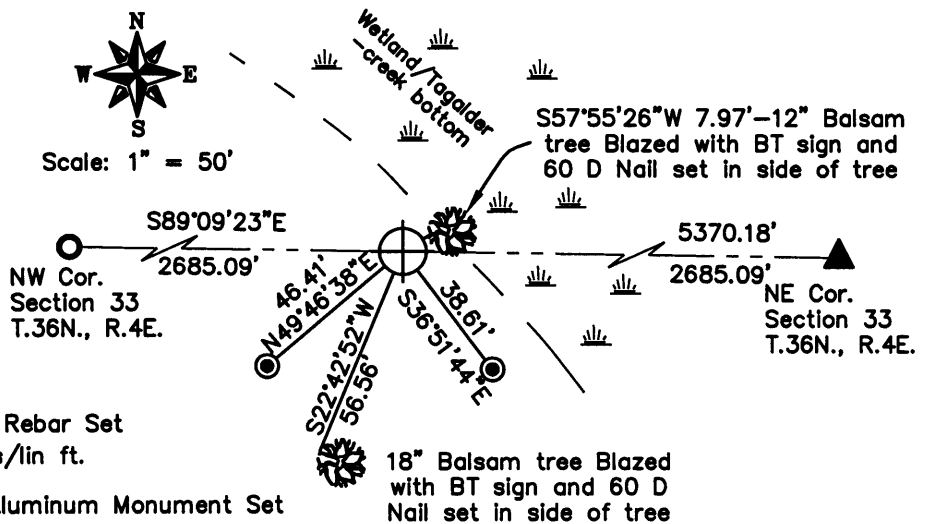 N
W E
S
Scale: 1" = 50'
Wetland/Tagalder
-creek bottom
S57°55'26"W 7.97'-12" Balsam
tree Blazed with BT sign and
60 D Nail set in side of tree
S89°09'23"E
2685.09'
5370.18'
2685.09'
NW Cor.
Section 33
T.36N., R.4E.
NE Cor.
Section 33
T.36N., R.4E.
46.41'
N49°46'38"E
S22°42'52"W
56.56'
38.61'
S36°51'44"E
Rebar Set
/lin ft.
18" Balsam tree Blazed
with BT sign and 60 D
Nail set in side of tree
Monument Set